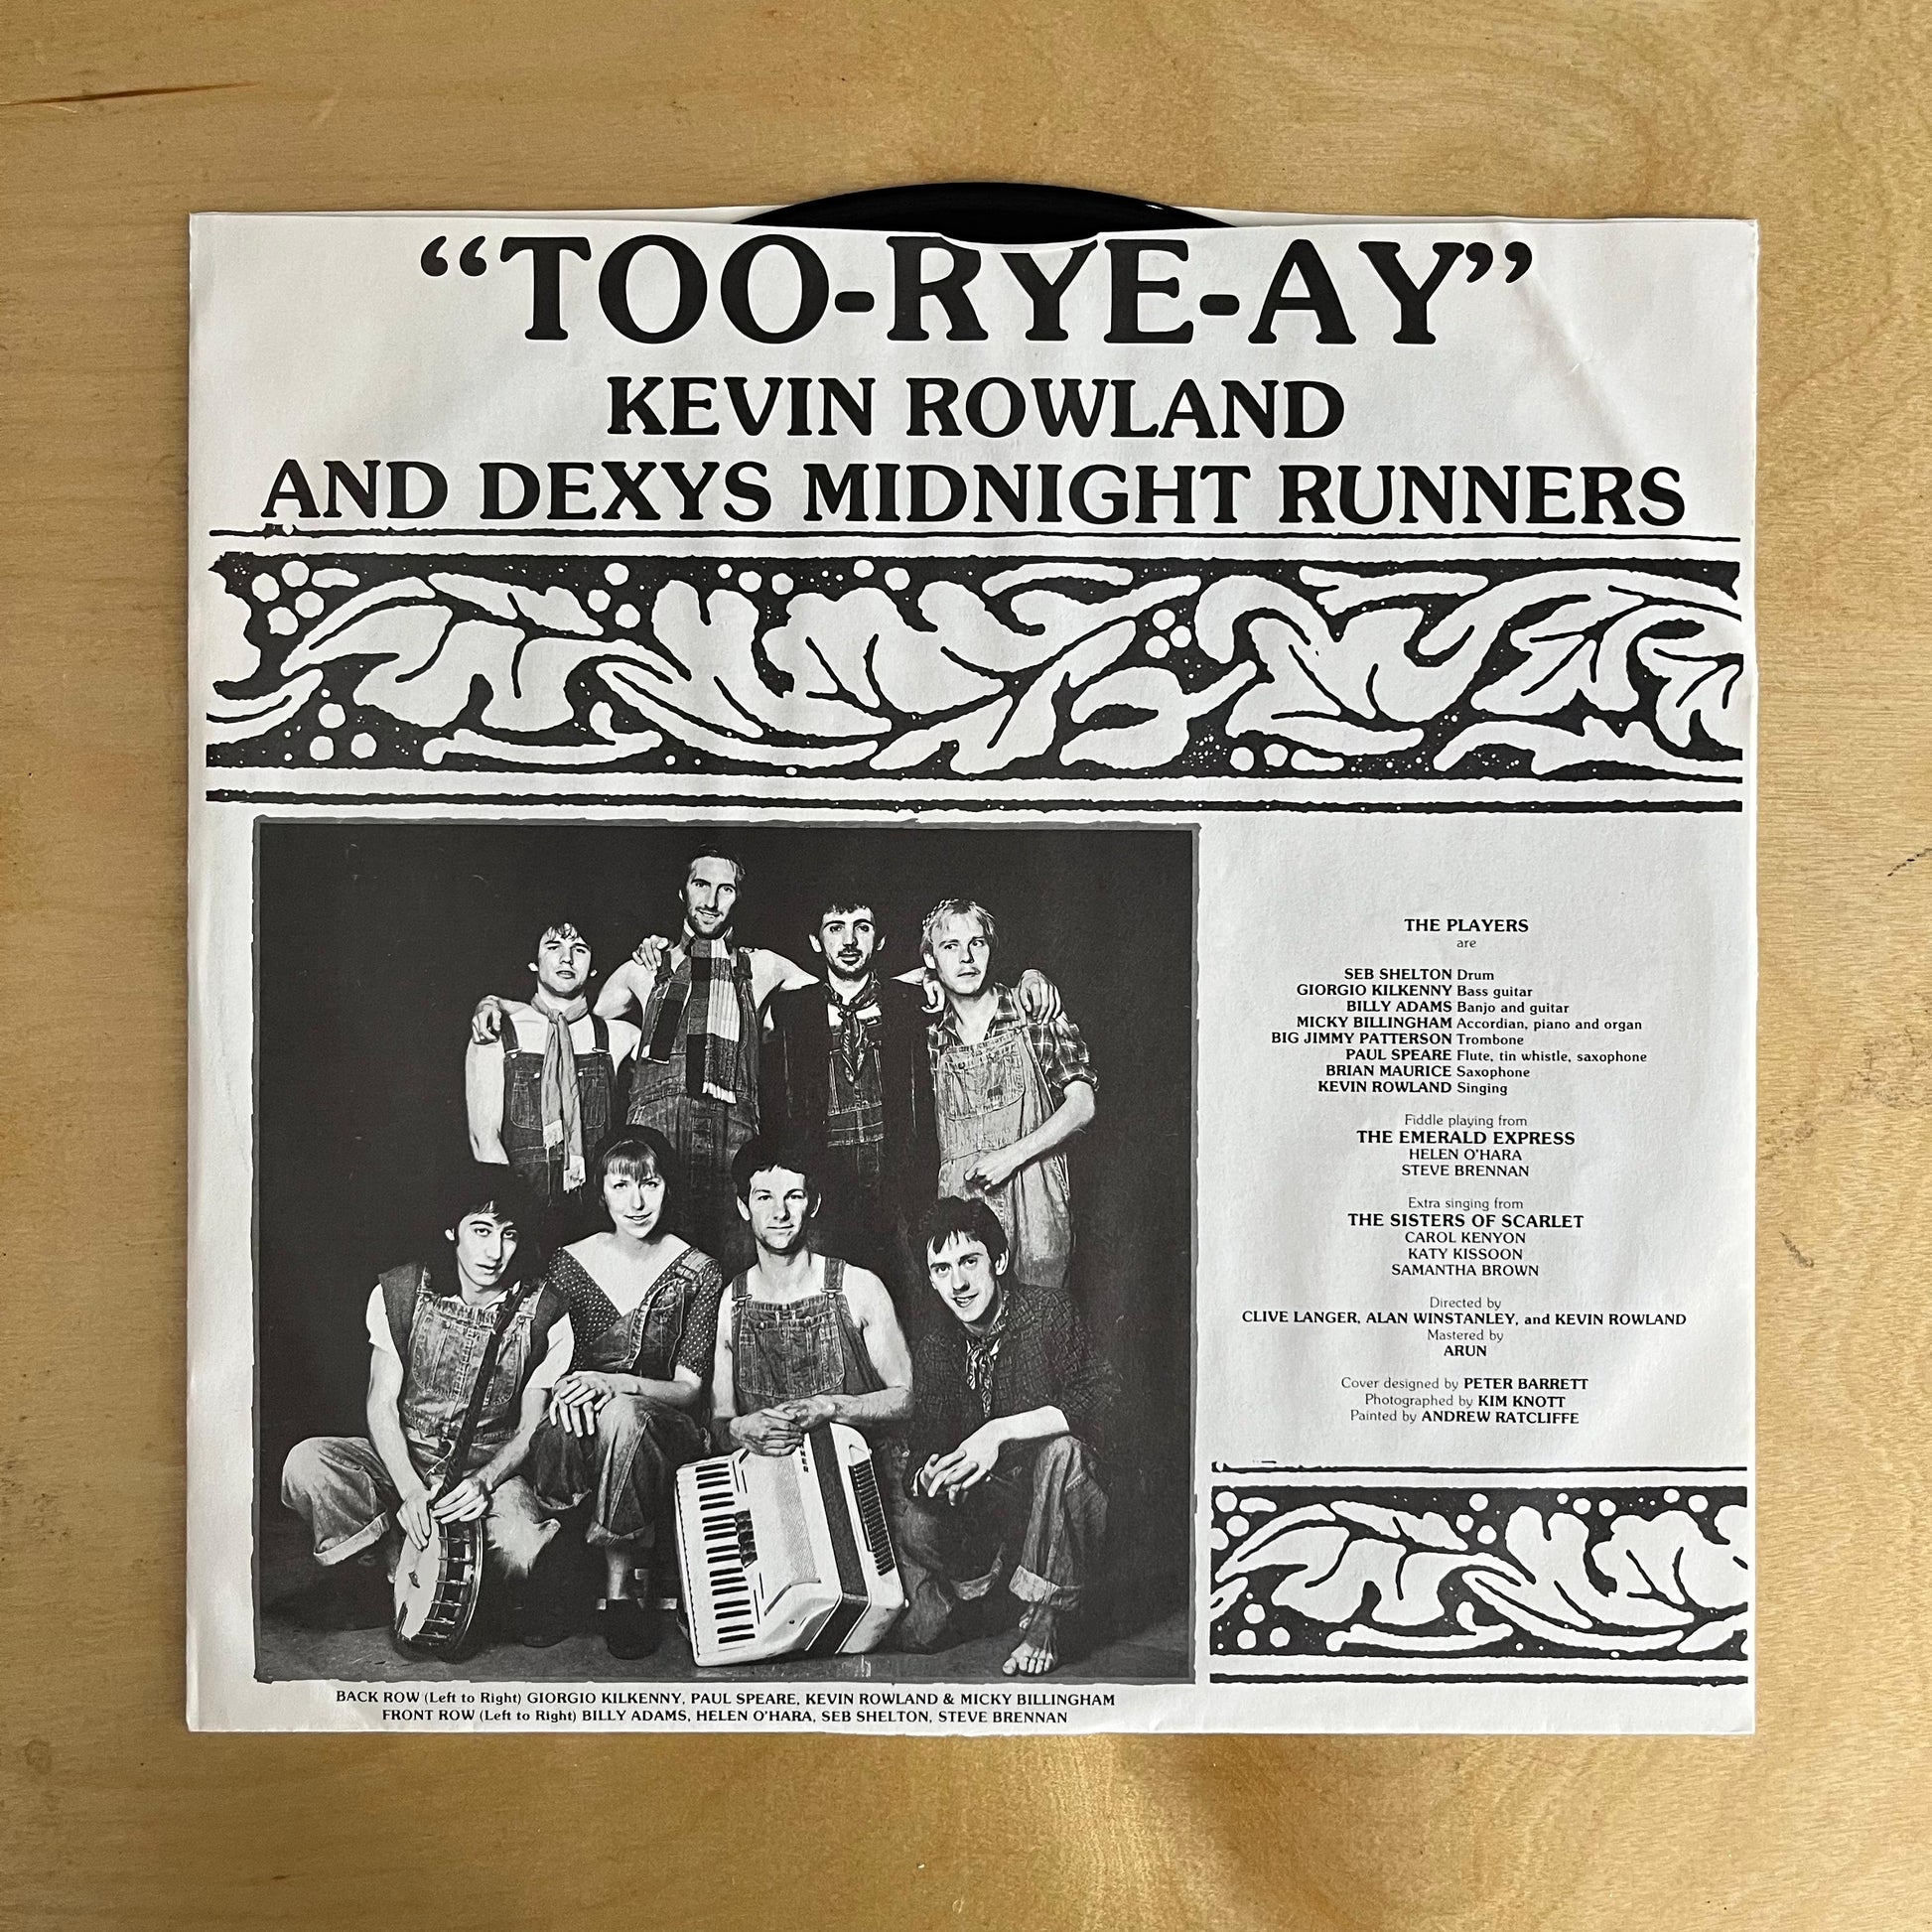 “TOO-RYE-AY”
KEVIN ROWLAND
AND DEXYS MIDNIGHT RUNNERS
THE PLAYERS
are
SEB SHELTON Drum
GIORGIO KILKENNY Bass guitar
BILLY ADAMS Banjo and guitar
MICKY BILLINGHAM Accordian, piano and organ
BIG JIMMY PATTERSON Trombone
PAUL SPEARE Flute, tin whistle, saxophone
BRIAN MAURICE Saxophone
KEVIN ROWLAND Singing
Fiddle playing from
THE EMERALD EXPRESS
HELEN O'HARA
STEVE BRENNAN
Extra singing from
THE SISTERS OF SCARLET
CAROL KENYON
KATY KISSOON
SAMANTHA BROWN
Directed by
CLIVE LANGER, ALAN WINSTANLEY, and KEVIN ROWLAND
Mastered by
ARUN
Cover designed by PETER BARRETT
Photographed by KIM KNOTT
Painted by ANDREW RATCLIFFE
BACK ROW (Left to Right) GIORGIO KILKENNY, PAUL SPEARE, KEVIN ROWLAND & MICKY BILLINGHAM
FRONT ROW (Left to Right) BILLY ADAMS, HELEN O'HARA, SEB SHELTON, STEVE BRENNAN